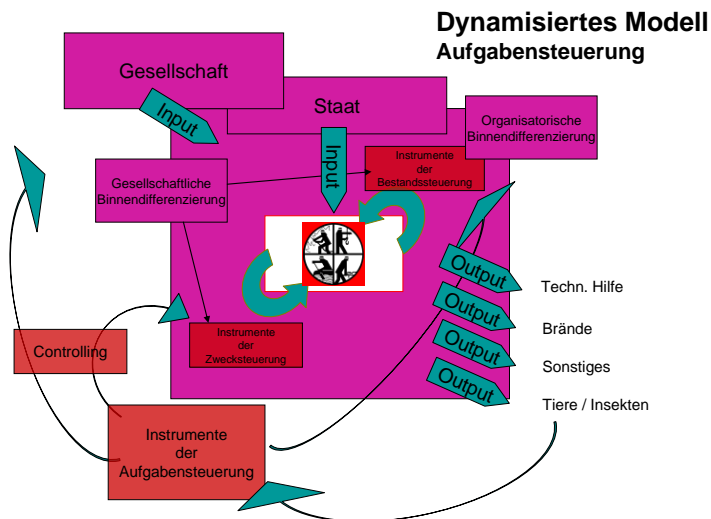 Dynamisiertes Modell
Aufgabensteuerung
Gesellschaft
Staat
Organisatorische
Binnendifferenzierung
Input
Input
Instrumente
der
Bestandssteuerung
Gesellschaftliche
Binnendifferenzierung
Output
Techn. Hilfe
Output
Brände
Output
Sonstiges
Output
Tiere / Insekten
Instrumente
der
Zwecksteuerung
Controlling
Instrumente
der
Aufgabensteuerung